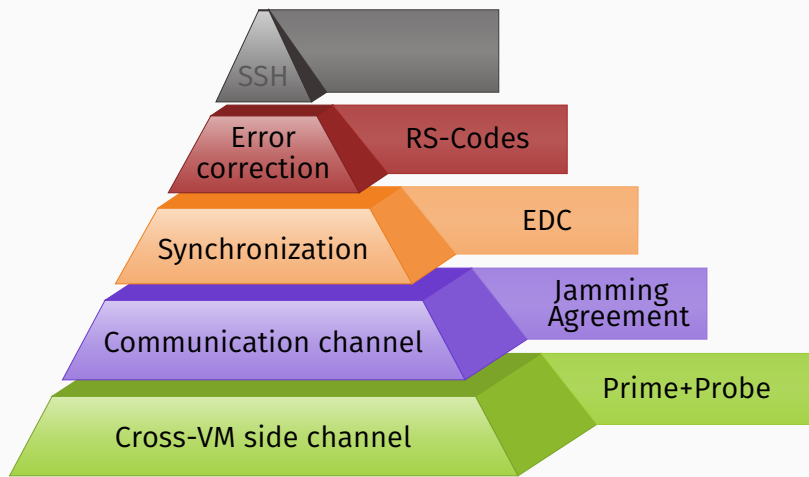 SSH
Error
correction
RS-Codes
Synchronization
EDC
Communication channel
Jamming
Agreement
Cross-VM side channel
Prime+Probe